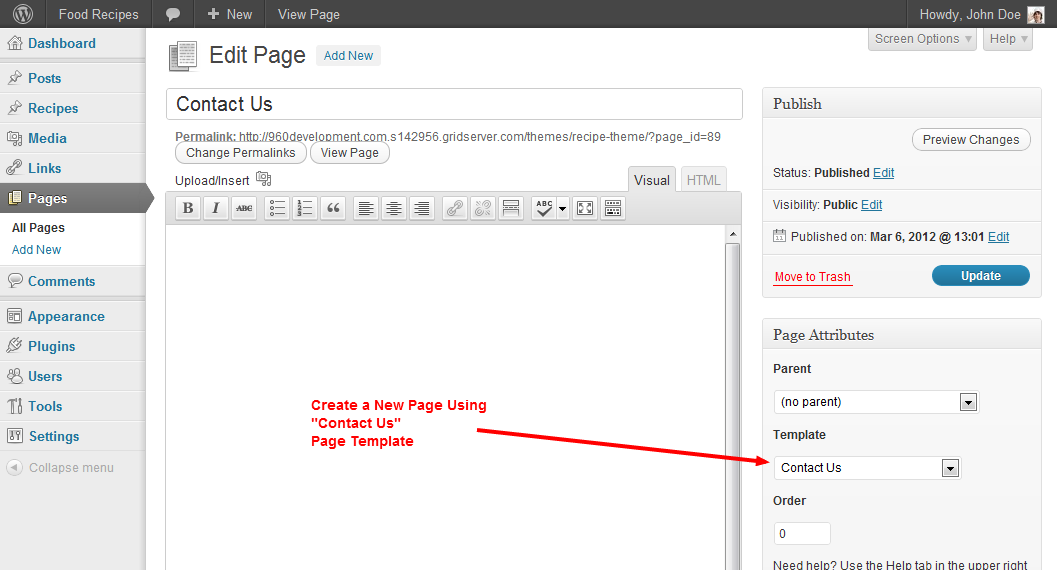 Food Recipes
New
View Page
Howdy, John Doe
Dashboard
Posts
Recipes
Media
Links
Pages
All Pages
Add New
Comments
Appearance
Plugins
Users
Tools
Settings
Collapse menu
Screen Options
Help
Edit Page
Add New
Contact Us
Permalink: http://960development.com.s142956.gridserver.com/themes/recipe-theme/?page_id=89
Change Permalinks
View Page
Upload/Insert
Visual
HTML
B
I
ABC
ABC
Create a New Page Using
"Contact Us"
Page Template
Publish
Preview Changes
Status: Published Edit
Visibility: Public Edit
Published on: Mar 6, 2012 @ 13:01 Edit
Move to Trash
Update
Page Attributes
Parent
(no parent)
Template
Contact Us
Order
0
Need help? Use the Help tab in the upper right